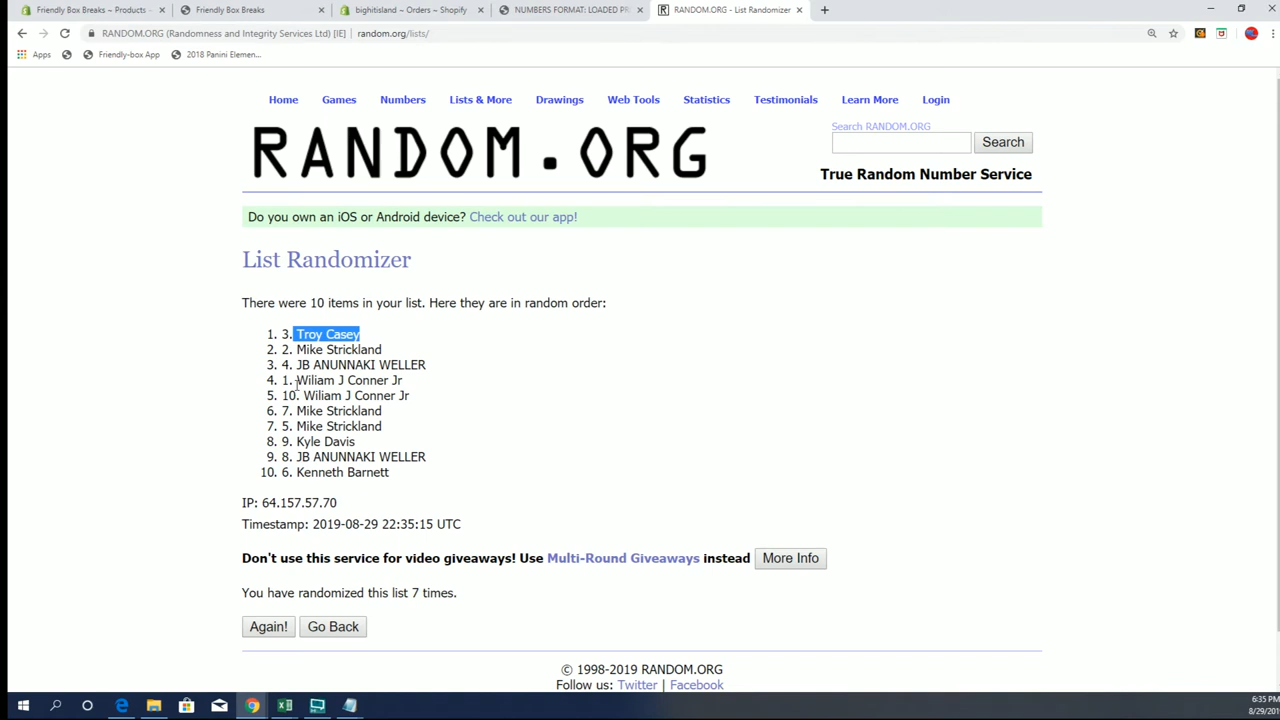 Friendly Box Breaks ~ Products ~
Friendly Box Breaks
bighitisland ~ Orders ~ Shopify
NUMBERS FORMAT: LOADED PR
RANDOM.ORG - List Randomizer
RANDOM.ORG (Randomness and Integrity Services Ltd) [IE] | random.org/lists/
Apps Friendly-box App 2018 Panini Elemen...
Home Games Numbers Lists & More Drawings Web Tools Statistics Testimonials Learn More Login
RANDOM.ORG
Search RANDOM.ORG
Search
True Random Number Service
Do you own an iOS or Android device? Check out our app!
List Randomizer
There were 10 items in your list. Here they are in random order:
1. 3. Troy Casey
2. 2. Mike Strickland
3. 4. JB ANUNNAKI WELLER
4. 1. Wiliam J Conner Jr
5. 10. Wiliam J Conner Jr
6. 7. Mike Strickland
7. 5. Mike Strickland
8. 9. Kyle Davis
9. 8. JB ANUNNAKI WELLER
10. 6. Kenneth Barnett
IP: 64.157.57.70
Timestamp: 2019-08-29 22:35:15 UTC
Don't use this service for video giveaways! Use Multi-Round Giveaways instead More Info
You have randomized this list 7 times.
Again! Go Back
© 1998-2019 RANDOM.ORG
Follow us: Twitter | Facebook
6:35 PM
8/29/201